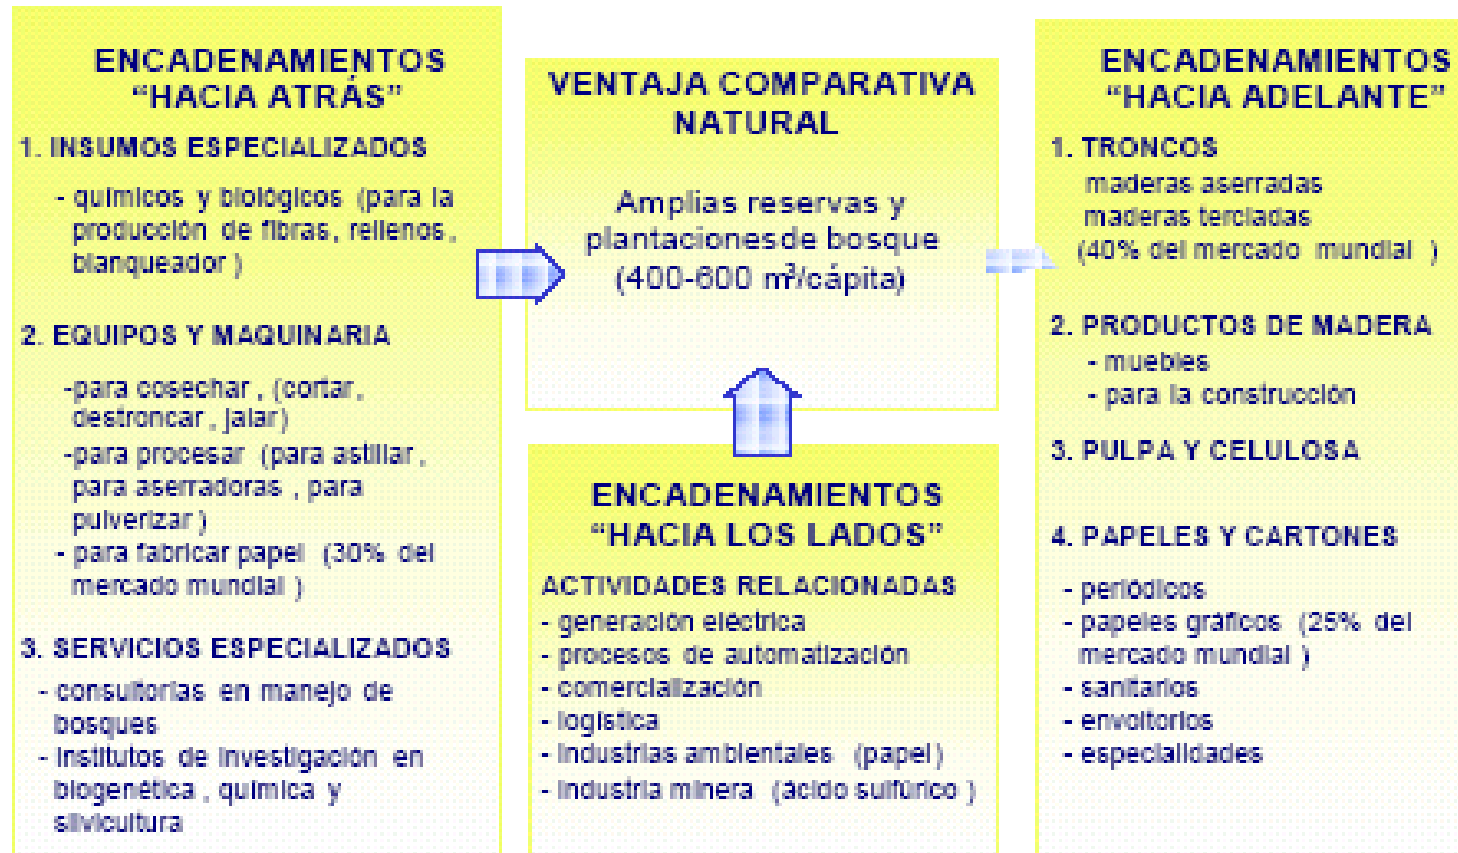 ENCADENAMIENTOS
“HACIA ATRÁS”
1. INSUMOS ESPECIALIZADOS
- químicos y biológicos (para la
producción de fibras, rellenos,
blanqueador )
2. EQUIPOS Y MAQUINARIA
-para cosechar , (cortar,
destroncar , jalar)
-para procesar (para astillar ,
para aserradoras , para
pulverizar )
- para fabricar papel (30% del
mercado mundial )
3. SERVICIOS ESPECIALIZADOS
- consultorías en manejo de
bosques
- Institutos de investigación en
biogenética , química y
silvicultura
VENTAJA COMPARATIVA
NATURAL
Amplias reservas y
plantaciones de bosque
(400-600 m³/cápita)
ENCADENAMIENTOS
“HACIA LOS LADOS”
ACTIVIDADES RELACIONADAS
- generación eléctrica
- procesos de automatización
- comercialización
- logística
- Industrias ambientales (papel)
- Industria minera (ácido sulfúrico )
ENCADENAMIENTOS
“HACIA ADELANTE”
1. TRONCOS
maderas aserradas
maderas tercladas
(40% del mercado mundial )
2. PRODUCTOS DE MADERA
- muebles
- para la construcción
3. PULPA Y CELULOSA
4. PAPELES Y CARTONES
- periódicos
- papeles gráficos (25% del
mercado mundial )
- sanitarios
- envoltorios
- especialidades